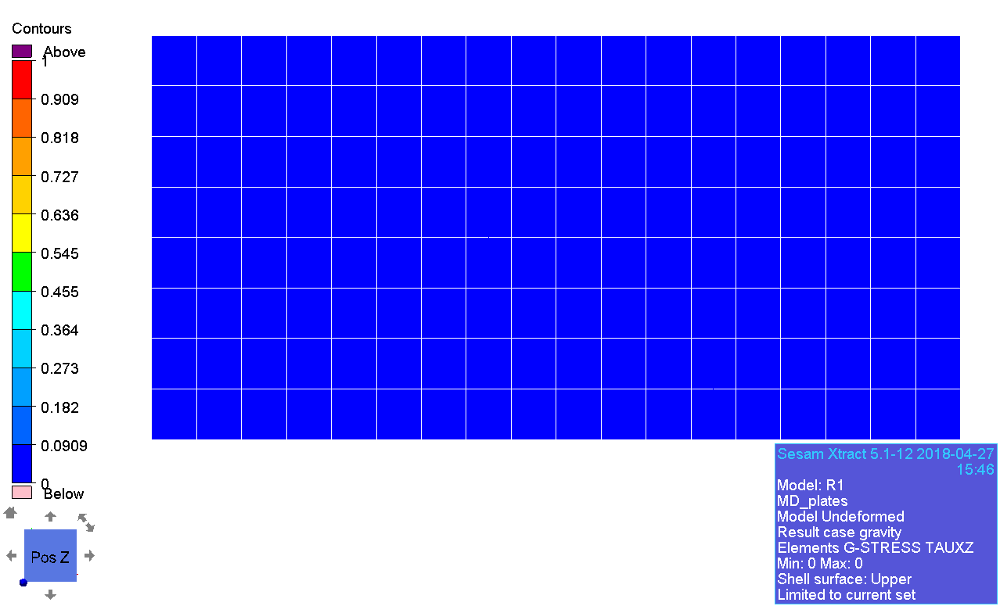 Contours
Above
1
0.909
0.818
0.727
0.636
0.545
0.455
0.364
0.273
0.182
0.0909
0
Below
Pos Z
Sesam Xtract 5.1-12 2018-04-27
15:46
Model: R1
MD_plates
Model Undeformed
Result case gravity
Elements G-STRESS TAUXZ
Min: 0 Max: 0
Shell surface: Upper
Limited to current set